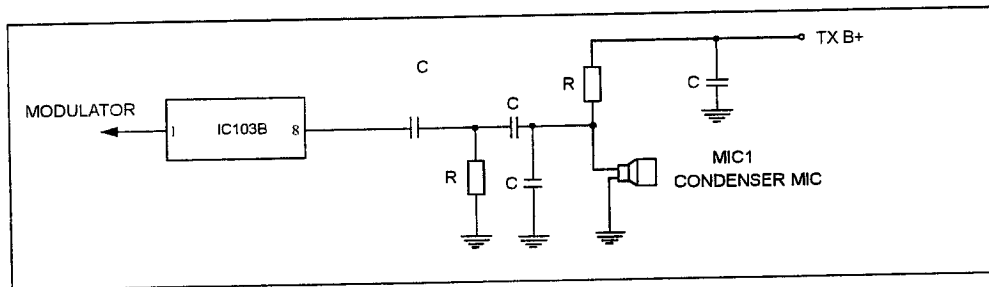 TX B+
C
R
C
C
MODULATOR
1 IC103B 8
MIC1
CONDENSER MIC
R
C